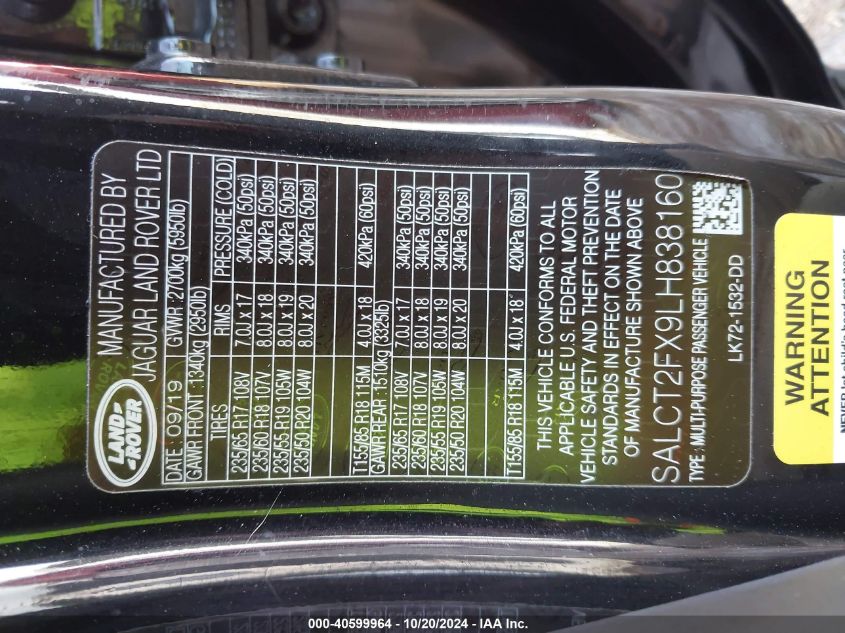 LAND-
ROVER
MANUFACTURED BY
JAGUAR LAND ROVER LTD
DATE: 09/19 GVWR :2700kg (5950lb)
GAWR FRONT :1340kg (2950lb)
TIRES RIMS PRESSURE (COLD)
235/65 R17 108V 7.0J x 17 340kPa (50psi)
235/60 R18 107V 8.0J x 18 340kPa (50psi)
235/55 R19 105W 8.0J x 19 340kPa (50psi)
235/50 R20 104W 8.0J x 20 340kPa (50psi)
T155/85 R18 115M 4.0J x 18 420kPa (60psi)
GAWR REAR :1510kg (3325lb)
235/65 R17 108V 7.0J x 17 340kPa (50psi)
235/60 R18 107V 8.0J x 18 340kPa (50psi)
235/55 R19 105W 8.0J x 19 340kPa (50psi)
235/50 R20 104W 8.0J x 20 340kPa (50psi)
T155/85 R18 115M 4.0J x 18 420kPa (60psi)
THIS VEHICLE CONFORMS TO ALL
APPLICABLE U.S. FEDERAL MOTOR
VEHICLE SAFETY AND THEFT PREVENTION
STANDARDS IN EFFECT ON THE DATE
OF MANUFACTURE SHOWN ABOVE
SALCT2FX9LH838160
TYPE : MULTI-PURPOSE PASSENGER VEHICLE
LK72-1532-DD
WARNING
ATTENTION
000-40599964 - 10/20/2024 - IAA Inc.